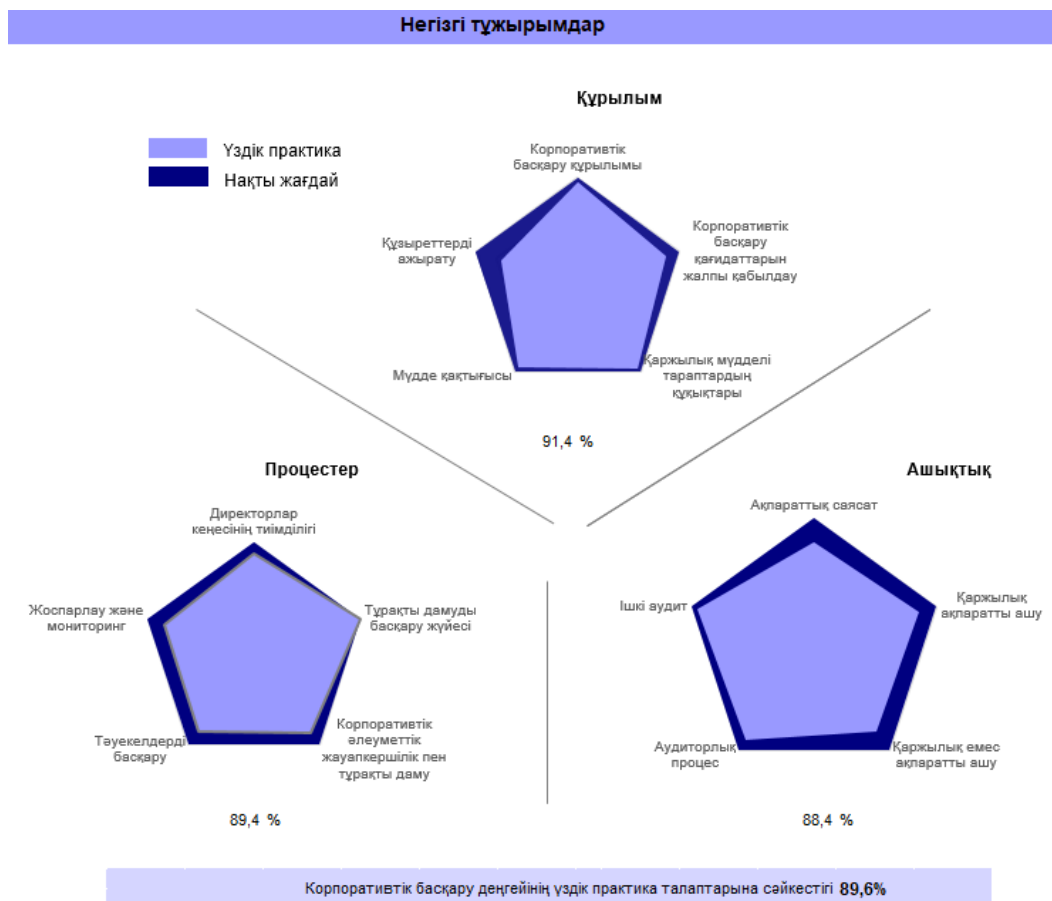 Негізгі тұжырымдар
Құрылым
Үздік практика
Нақты жағдай
Корпоративтік
басқару құрылымы
Құзыреттерді
ажырату
Корпоративтік
басқару
қағидаттарын
жалпы қабылдау
Мүдде қақтығысы
Қаржылық мүдделі
тараптардың
құқықтары
91,4 %
Процестер
Директорлар
кеңесінің тиімділігі
Жоспарлау және
мониторинг
Тұрақты дамуды
басқару жүйесі
Тәуекелдерді
басқару
Корпоративтік
әлеуметтік
жауапкершілік пен
тұрақты даму
89,4 %
Ашықтық
Ақпараттық саясат
Ішкі аудит
Қаржылық
ақпаратты ашу
Аудиторлық
процес
Қаржылық емес
ақпаратты ашу
88,4 %
Корпоративтік басқару деңгейінің үздік практика талаптарына сәйкестігі 89,6%